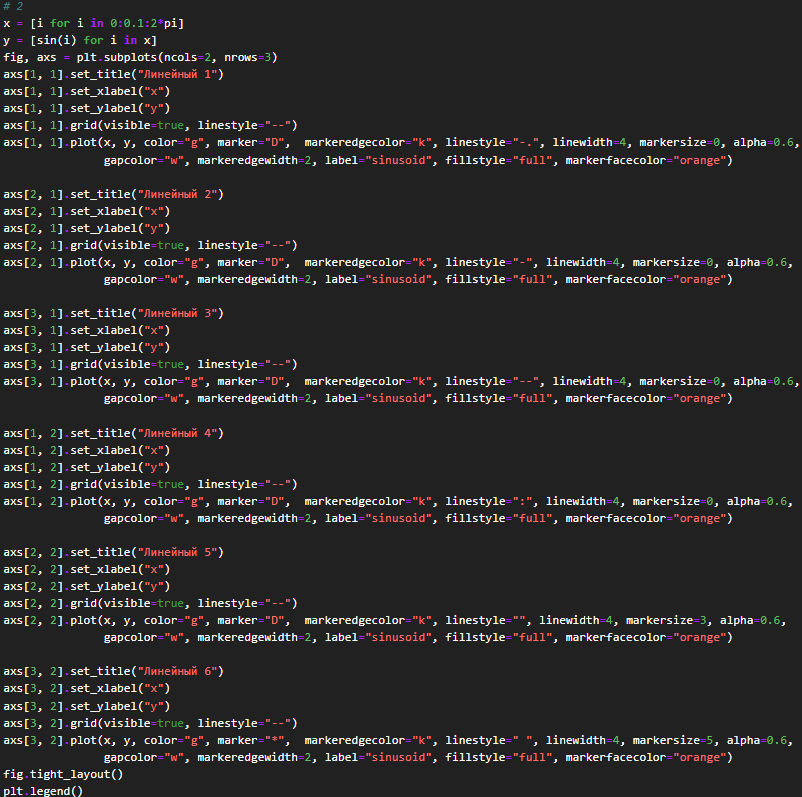 # 2
x = [i for i in 0:0.1:2*pi]
y = [sin(i) for i in x]
fig, axs = plt.subplots(ncols=2, nrows=3)
axs[1, 1].set_title("Линейный 1")
axs[1, 1].set_xlabel("x")
axs[1, 1].set_ylabel("y")
axs[1, 1].grid(visible=true, linestyle="--")
axs[1, 1].plot(x, y, color="g", marker="D",  markeredgecolor="k", linestyle="-.", linewidth=4, markersize=0, alpha=0.6,
               gapcolor="w", markeredgewidth=2, label="sinusoid", fillstyle="full", markerfacecolor="orange")

axs[2, 1].set_title("Линейный 2")
axs[2, 1].set_xlabel("x")
axs[2, 1].set_ylabel("y")
axs[2, 1].grid(visible=true, linestyle="--")
axs[2, 1].plot(x, y, color="g", marker="D",  markeredgecolor="k", linestyle="-", linewidth=4, markersize=0, alpha=0.6,
               gapcolor="w", markeredgewidth=2, label="sinusoid", fillstyle="full", markerfacecolor="orange")

axs[3, 1].set_title("Линейный 3")
axs[3, 1].set_xlabel("x")
axs[3, 1].set_ylabel("y")
axs[3, 1].grid(visible=true, linestyle="--")
axs[3, 1].plot(x, y, color="g", marker="D",  markeredgecolor="k", linestyle="--", linewidth=4, markersize=0, alpha=0.6,
               gapcolor="w", markeredgewidth=2, label="sinusoid", fillstyle="full", markerfacecolor="orange")

axs[1, 2].set_title("Линейный 4")
axs[1, 2].set_xlabel("x")
axs[1, 2].set_ylabel("y")
axs[1, 2].grid(visible=true, linestyle="--")
axs[1, 2].plot(x, y, color="g", marker="D",  markeredgecolor="k", linestyle=":", linewidth=4, markersize=0, alpha=0.6,
               gapcolor="w", markeredgewidth=2, label="sinusoid", fillstyle="full", markerfacecolor="orange")

axs[2, 2].set_title("Линейный 5")
axs[2, 2].set_xlabel("x")
axs[2, 2].set_ylabel("y")
axs[2, 2].grid(visible=true, linestyle="--")
axs[2, 2].plot(x, y, color="g", marker="D",  markeredgecolor="k", linestyle="", linewidth=4, markersize=3, alpha=0.6,
               gapcolor="w", markeredgewidth=2, label="sinusoid", fillstyle="full", markerfacecolor="orange")

axs[3, 2].set_title("Линейный 6")
axs[3, 2].set_xlabel("x")
axs[3, 2].set_ylabel("y")
axs[3, 2].grid(visible=true, linestyle="--")
axs[3, 2].plot(x, y, color="g", marker="*",  markeredgecolor="k", linestyle=" ", linewidth=4, markersize=5, alpha=0.6,
               gapcolor="w", markeredgewidth=2, label="sinusoid", fillstyle="full", markerfacecolor="orange")
fig.tight_layout()
plt.legend()